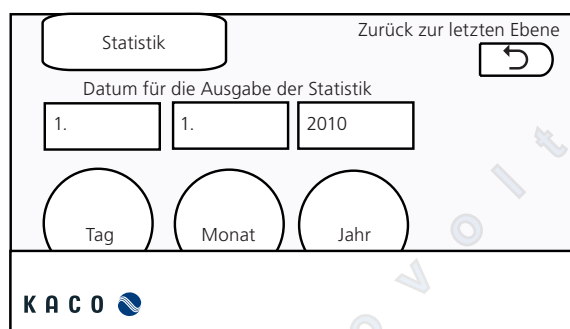 Statistik
Zurück zur letzten Ebene
Datum für die Ausgabe der Statistik
1. 1. 2010
Tag Monat Jahr
KACO